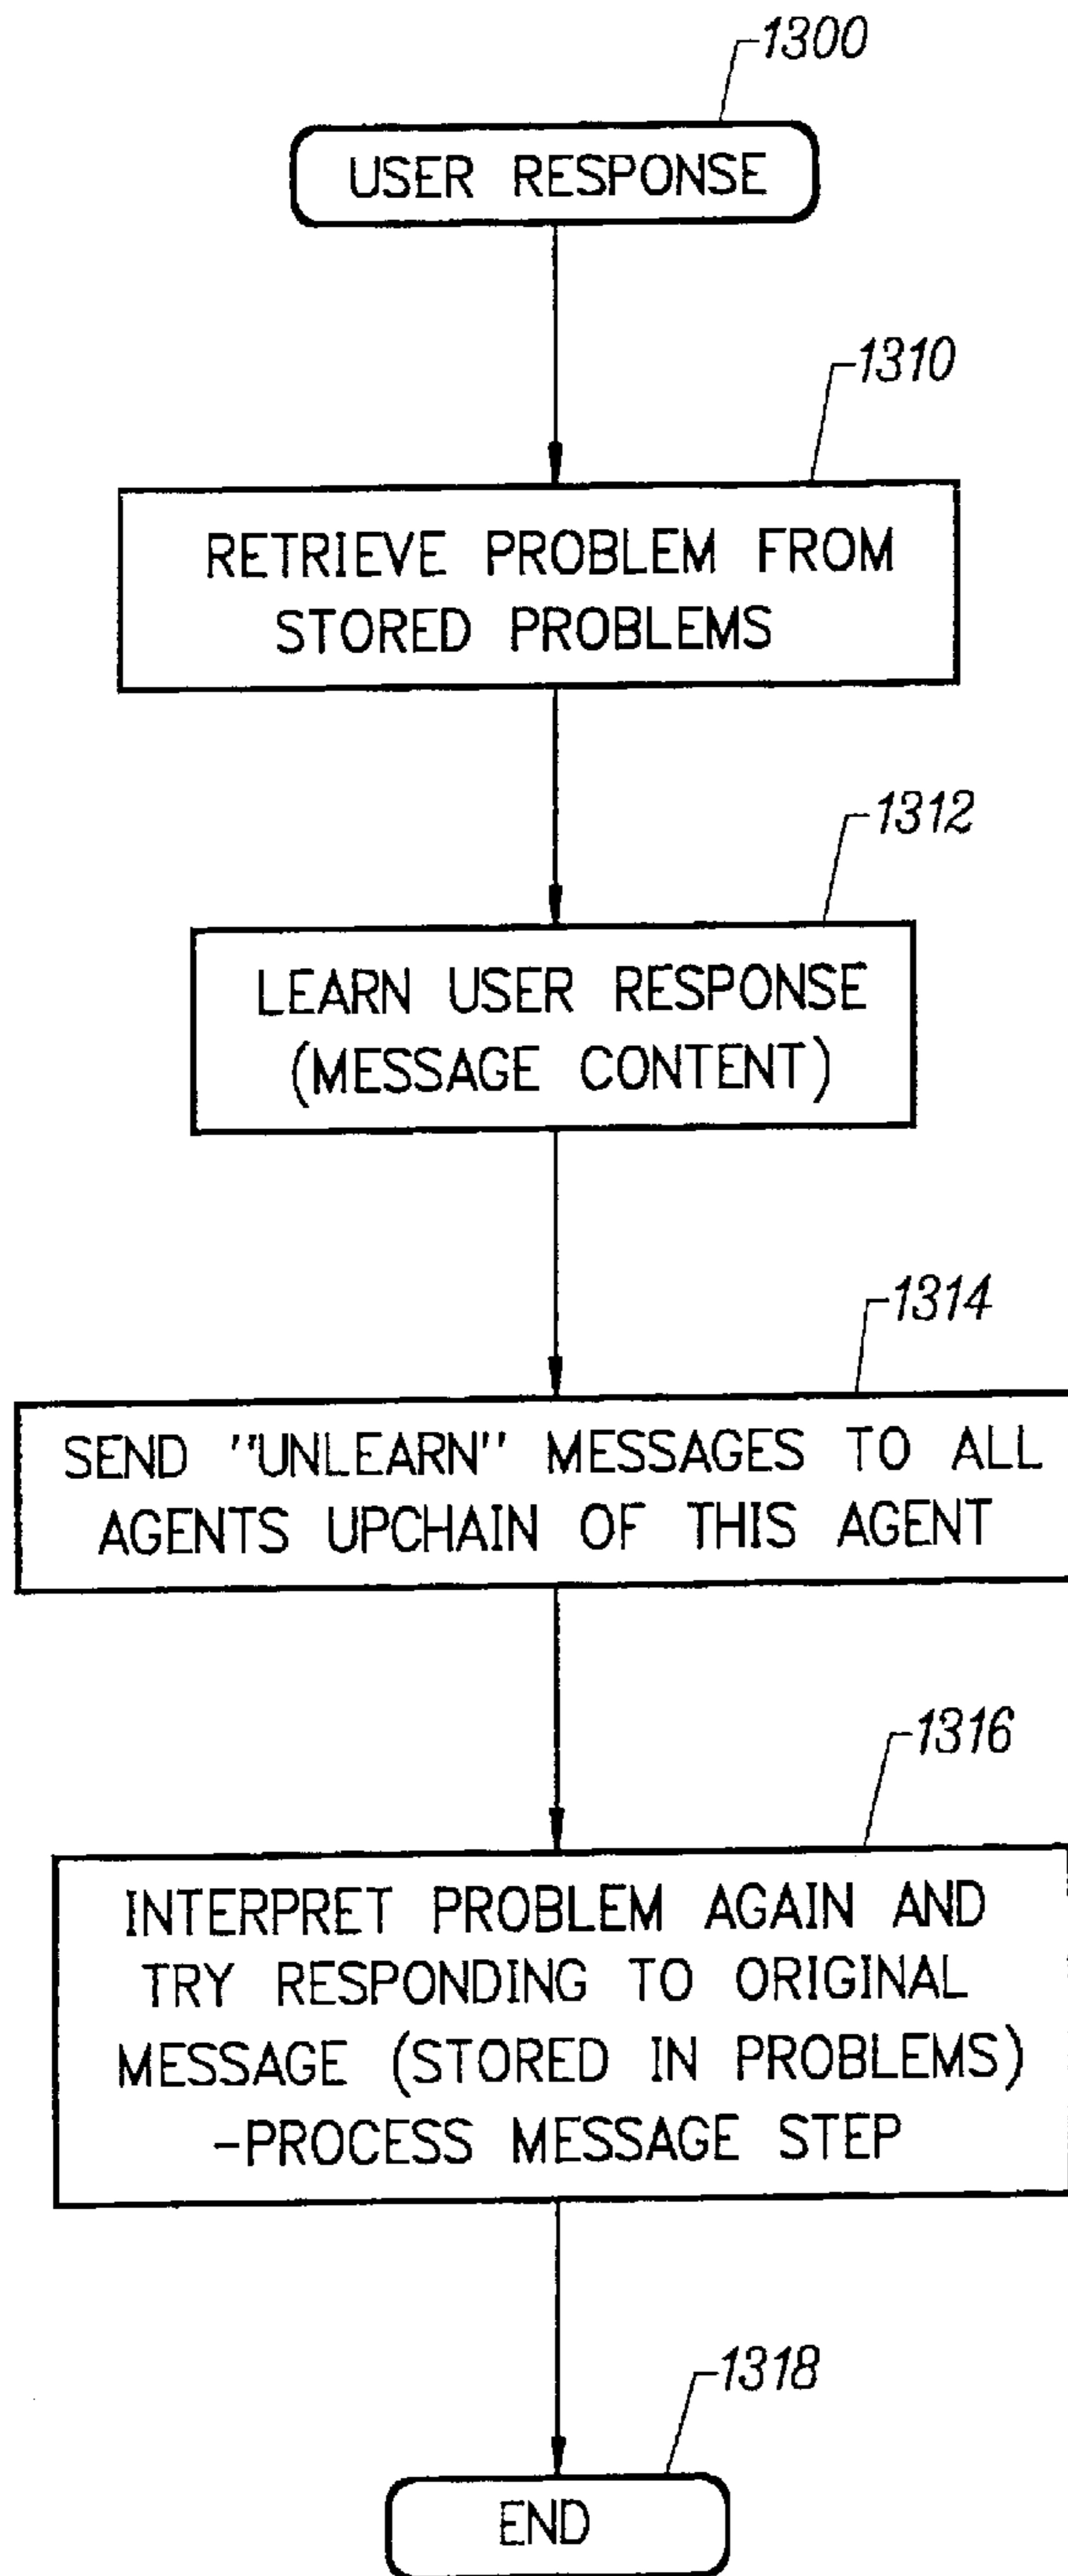 1300
USER RESPONSE
1310
RETRIEVE PROBLEM FROM
STORED PROBLEMS
1312
LEARN USER RESPONSE
(MESSAGE CONTENT)
1314
SEND "UNLEARN" MESSAGES TO ALL
AGENTS UPCHAIN OF THIS AGENT
1316
INTERPRET PROBLEM AGAIN AND
TRY RESPONDING TO ORIGINAL
MESSAGE (STORED IN PROBLEMS)
-PROCESS MESSAGE STEP
1318
END